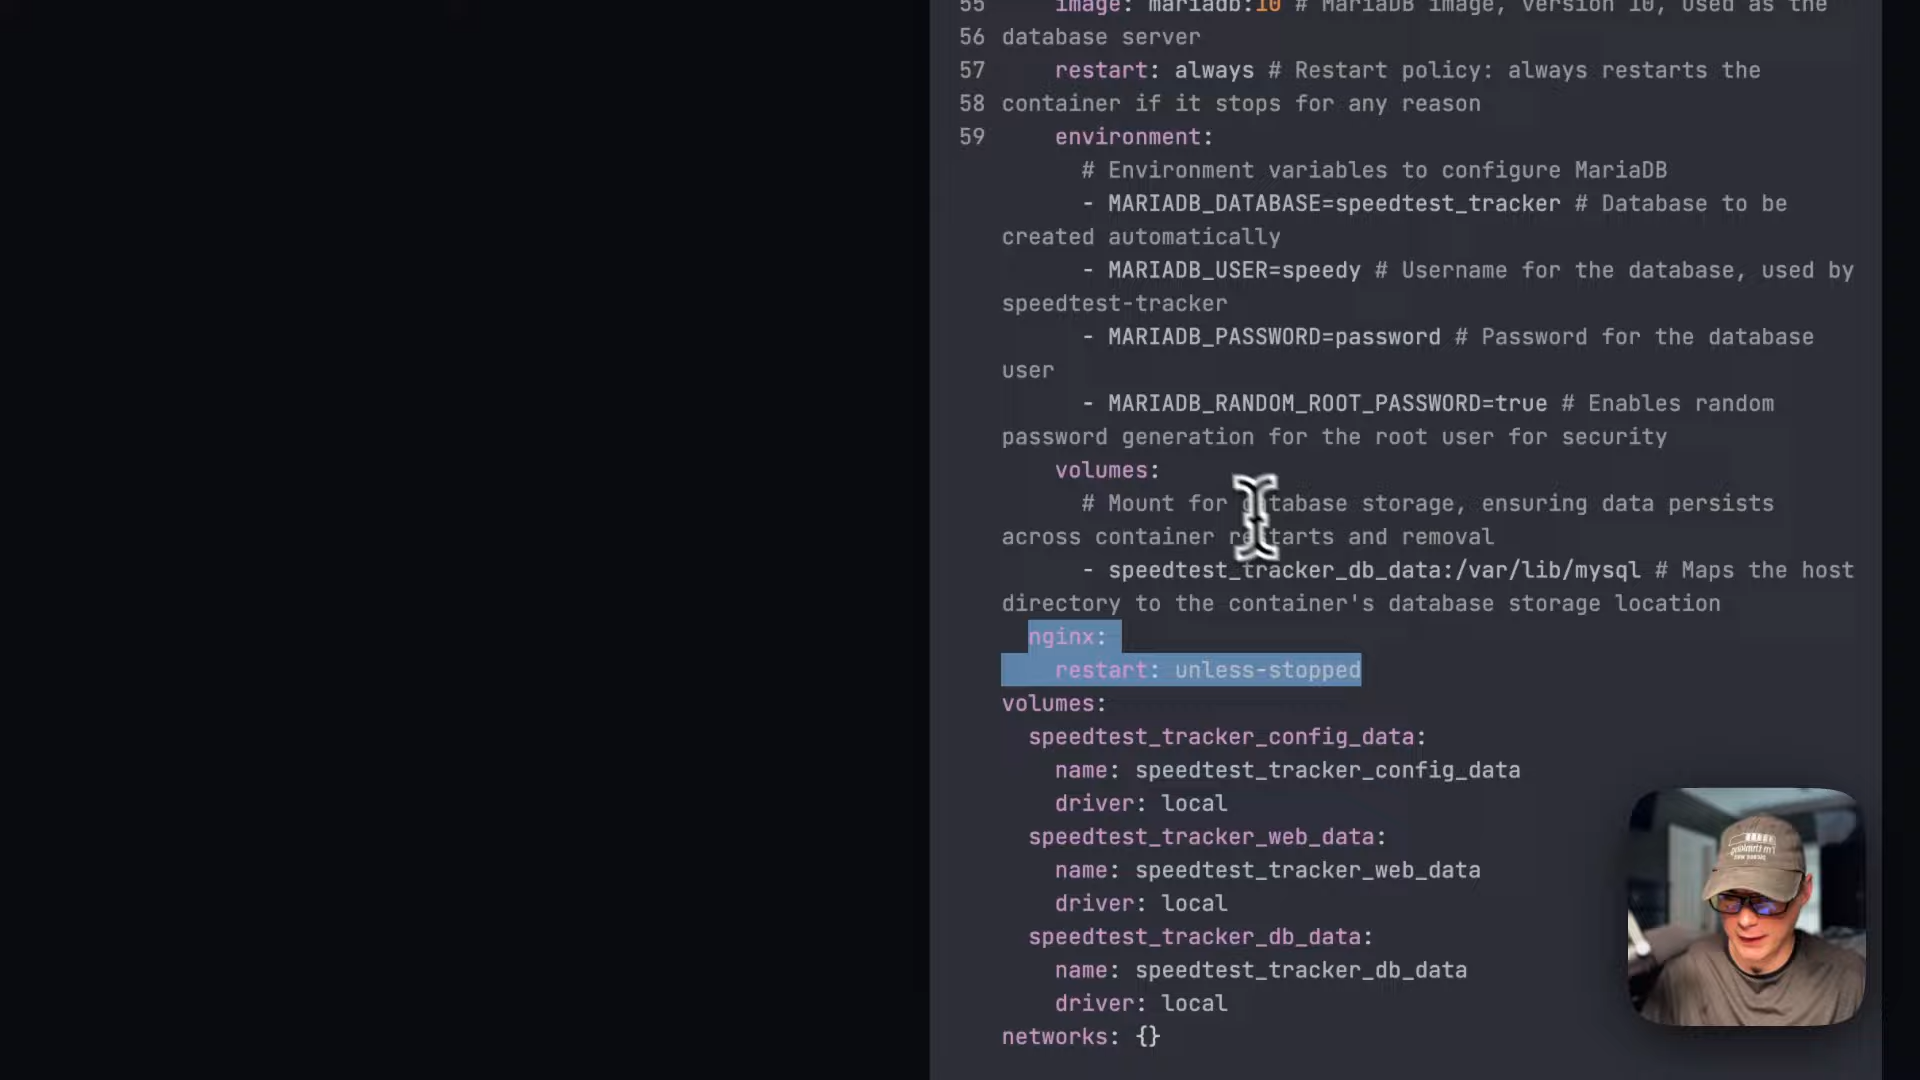 55 image: mariadb:10 # MariaDB image, version 10, used as the
56 database server
57 restart: always # Restart policy: always restarts the
58 container if it stops for any reason
59 environment:
# Environment variables to configure MariaDB
- MARIADB_DATABASE=speedtest_tracker # Database to be
created automatically
- MARIADB_USER=speedy # Username for the database, used by
speedtest-tracker
- MARIADB_PASSWORD=password # Password for the database
user
- MARIADB_RANDOM_ROOT_PASSWORD=true # Enables random
password generation for the root user for security
volumes:
# Mount for database storage, ensuring data persists
across container restarts and removal
- speedtest_tracker_db_data:/var/lib/mysql # Maps the host
directory to the container's database storage location
nginx:
restart: unless-stopped
volumes:
speedtest_tracker_config_data:
name: speedtest_tracker_config_data
driver: local
speedtest_tracker_web_data:
name: speedtest_tracker_web_data
driver: local
speedtest_tracker_db_data:
name: speedtest_tracker_db_data
driver: local
networks: {}